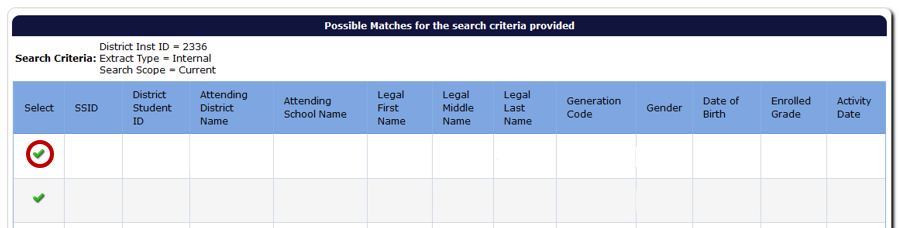 Possible Matches for the search criteria provided
District Inst ID = 2336
Search Criteria: Extract Type = Internal
Search Scope = Current
Select
SSID
District
Student
ID
Attending
District
Name
Attending
School Name
Legal
First
Name
Legal
Middle
Name
Legal
Last
Name
Generation
Code
Gender
Date of
Birth
Enrolled
Grade
Activity
Date